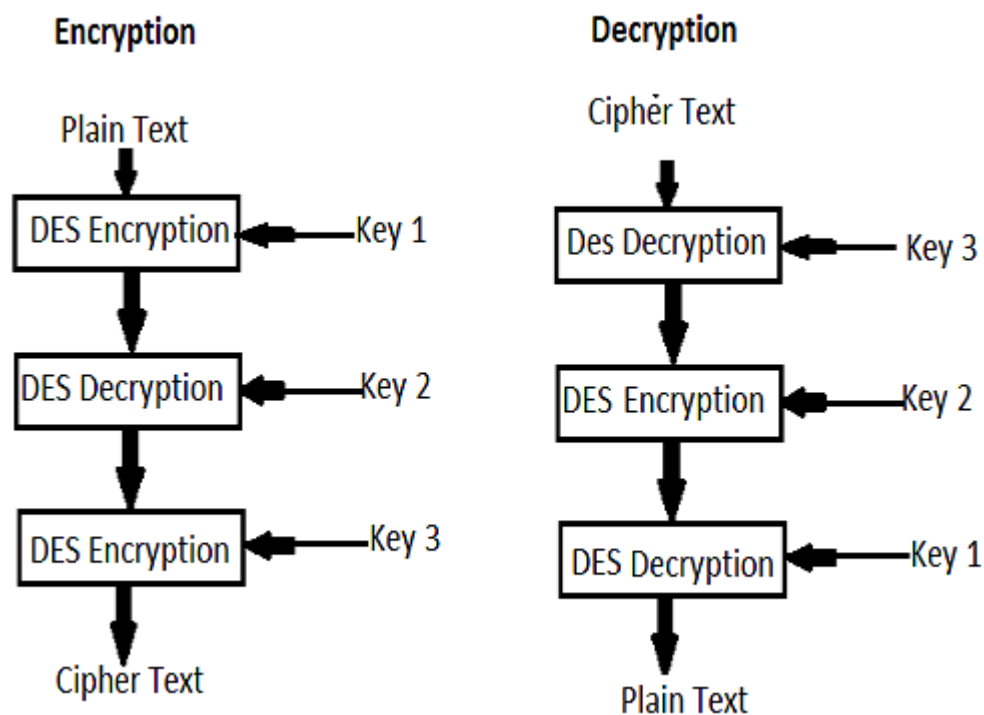 Encryption
Plain Text
DES Encryption
Key 1
DES Decryption
Key 2
DES Encryption
Key 3
Cipher Text
Decryption
Cipher Text
Des Decryption
Key 3
DES Encryption
Key 2
DES Decryption
Key 1
Plain Text